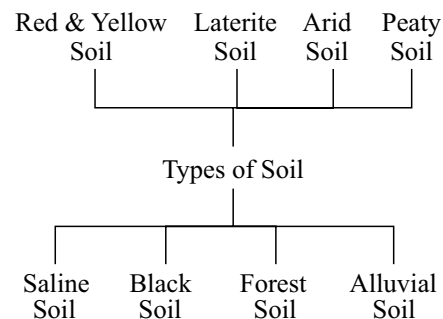 Red & Yellow Soil
Laterite Soil
Arid Soil
Peaty Soil
Types of Soil
Saline Soil
Black Soil
Forest Soil
Alluvial Soil